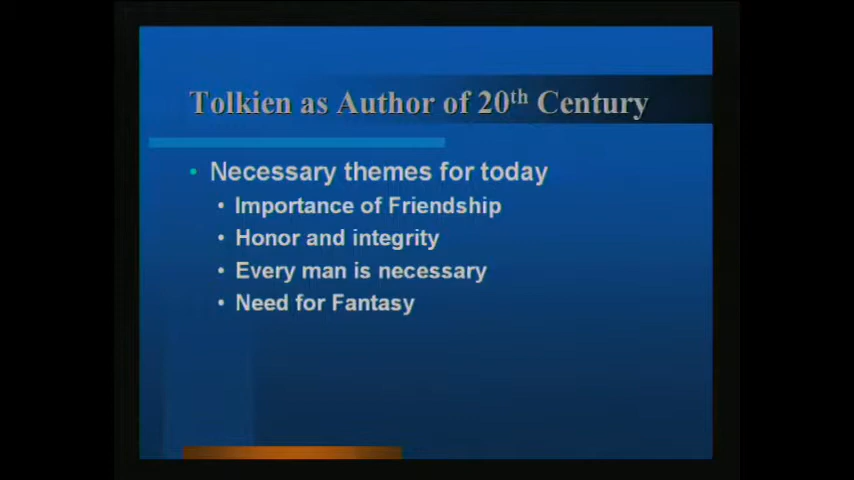 Tolkien as Author of 20th Century
• Necessary themes for today
• Importance of Friendship
• Honor and integrity
• Every man is necessary
• Need for Fantasy